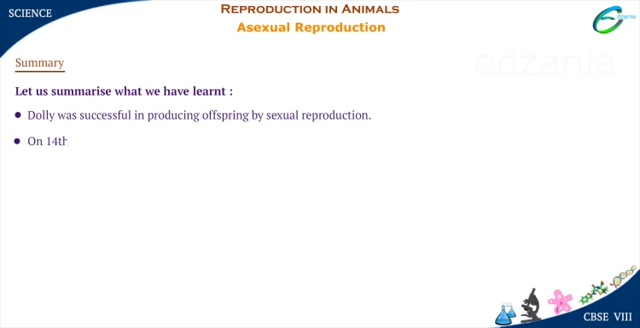 SCIENCE
REPRODUCTION IN ANIMALS
Asexual Reproduction
edzania
Summary
edzania
Let us summarise what we have learnt :
Dolly was successful in producing offspring by sexual reproduction.
On 14th
CBSE VIII